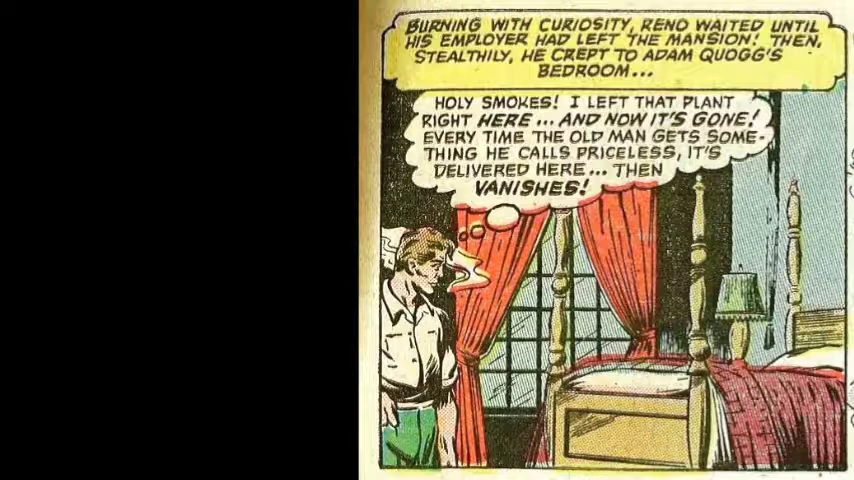 BURNING WITH CURIOSITY, RENO WAITED UNTIL
HIS EMPLOYER HAD LEFT THE MANSION! THEN,
STEALTHILY, HE CREPT TO ADAM QUOGG'S
BEDROOM...
HOLY SMOKES! I LEFT THAT PLANT
RIGHT HERE... AND NOW IT'S GONE!
EVERY TIME THE OLD MAN GETS SOME-
THING HE CALLS PRICELESS, IT'S
DELIVERED HERE... THEN
VANISHES!